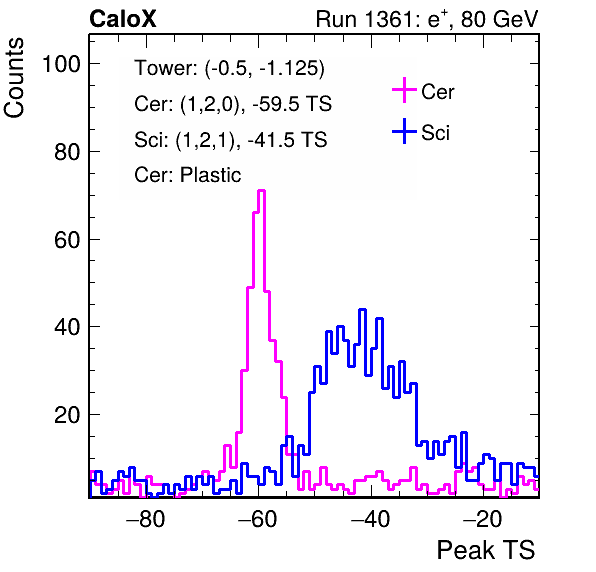 CaloX
Run 1361: e⁺, 80 GeV
Counts
100
80
60
40
20
Tower: (-0.5, -1.125)
Cer: (1,2,0), -59.5 TS
Sci: (1,2,1), -41.5 TS
Cer: Plastic
Cer
Sci
−80
−60
−40
−20
Peak TS